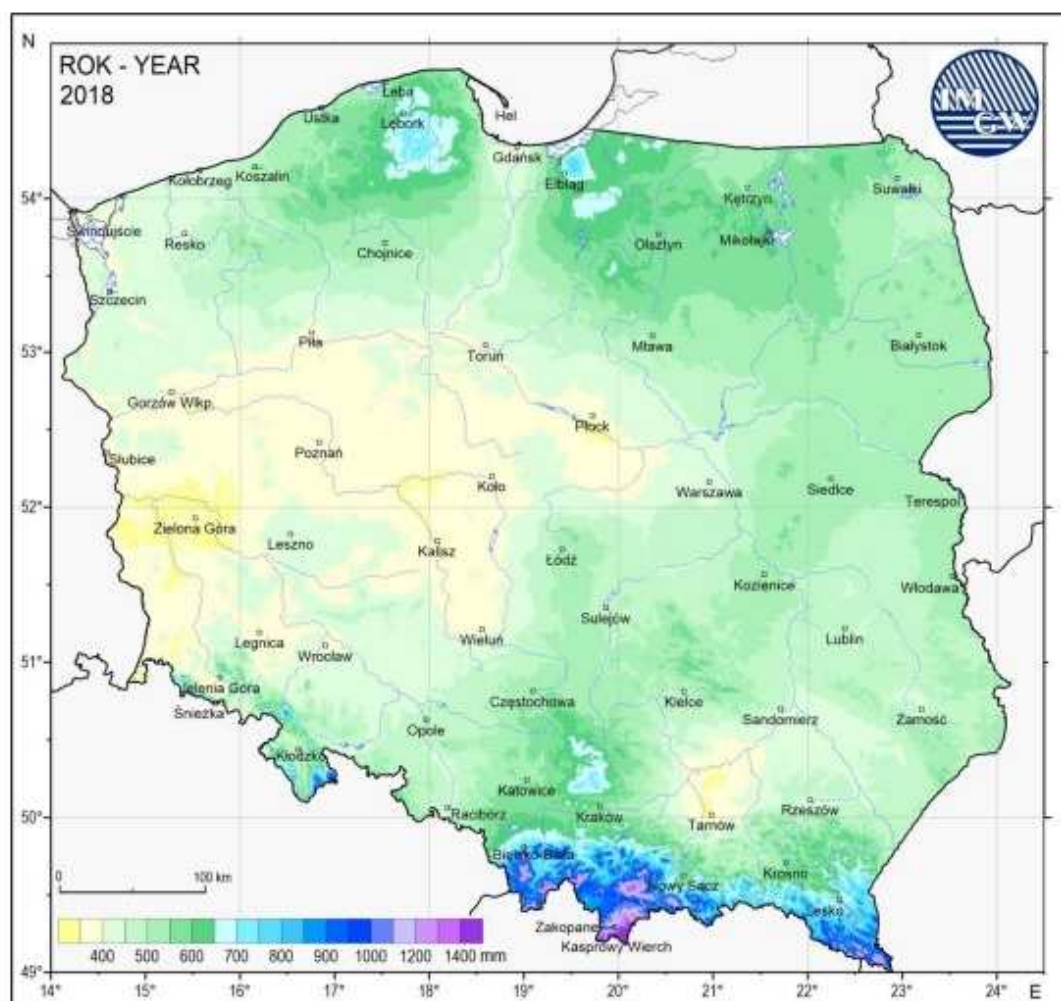 N
ROK - YEAR
2018
IM
GW
Łeba
Ustka
Lębork
Hel
Gdańsk
Kołobrzeg
Koszalin
Elbląg
54°
Kętrzyn
Suwałki
Świnoujście
Resko
Chojnice
Olsztyn
Mikołajki
Szczecin
53°
Piła
Toruń
Mława
Białystok
Gorzów Wlkp.
Płock
Słubice
Poznań
Koło
Warszawa
Siedlce
52°
Terespol
Zielona Góra
Leszno
Kalisz
Łódź
Kozienice
Włodawa
Sulejów
Legnica
Wrocław
Wieluń
Lublin
51°
Jelenia Góra
Śnieżka
Częstochowa
Kielce
Sandomierz
Zamość
Opole
Kłodzko
Katowice
50°
Racibórz
Kraków
Tarnów
Rzeszów
Bielsko-Biała
Nowy Sącz
Krosno
Lesko
0 100 km
Zakopane
Kasprowy Wierch
400 500 600 700 800 900 1000 1200 1400 mm
49°
14° 15° 16° 17° 18° 19° 20° 21° 22° 23° 24° E